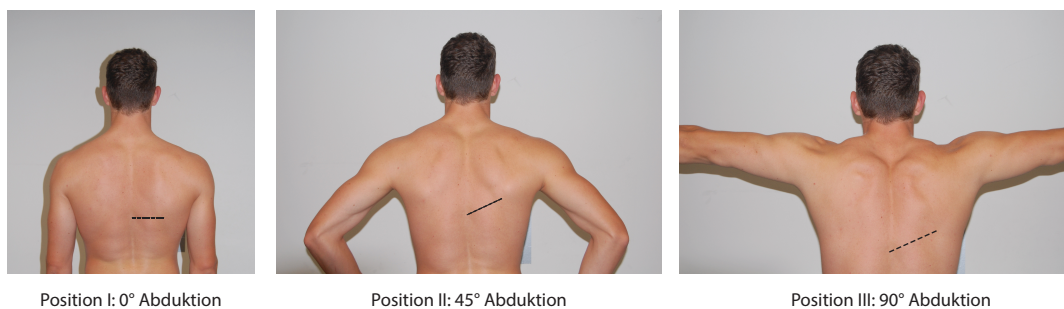 Position I: 0° Abduktion
Position II: 45° Abduktion
Position III: 90° Abduktion